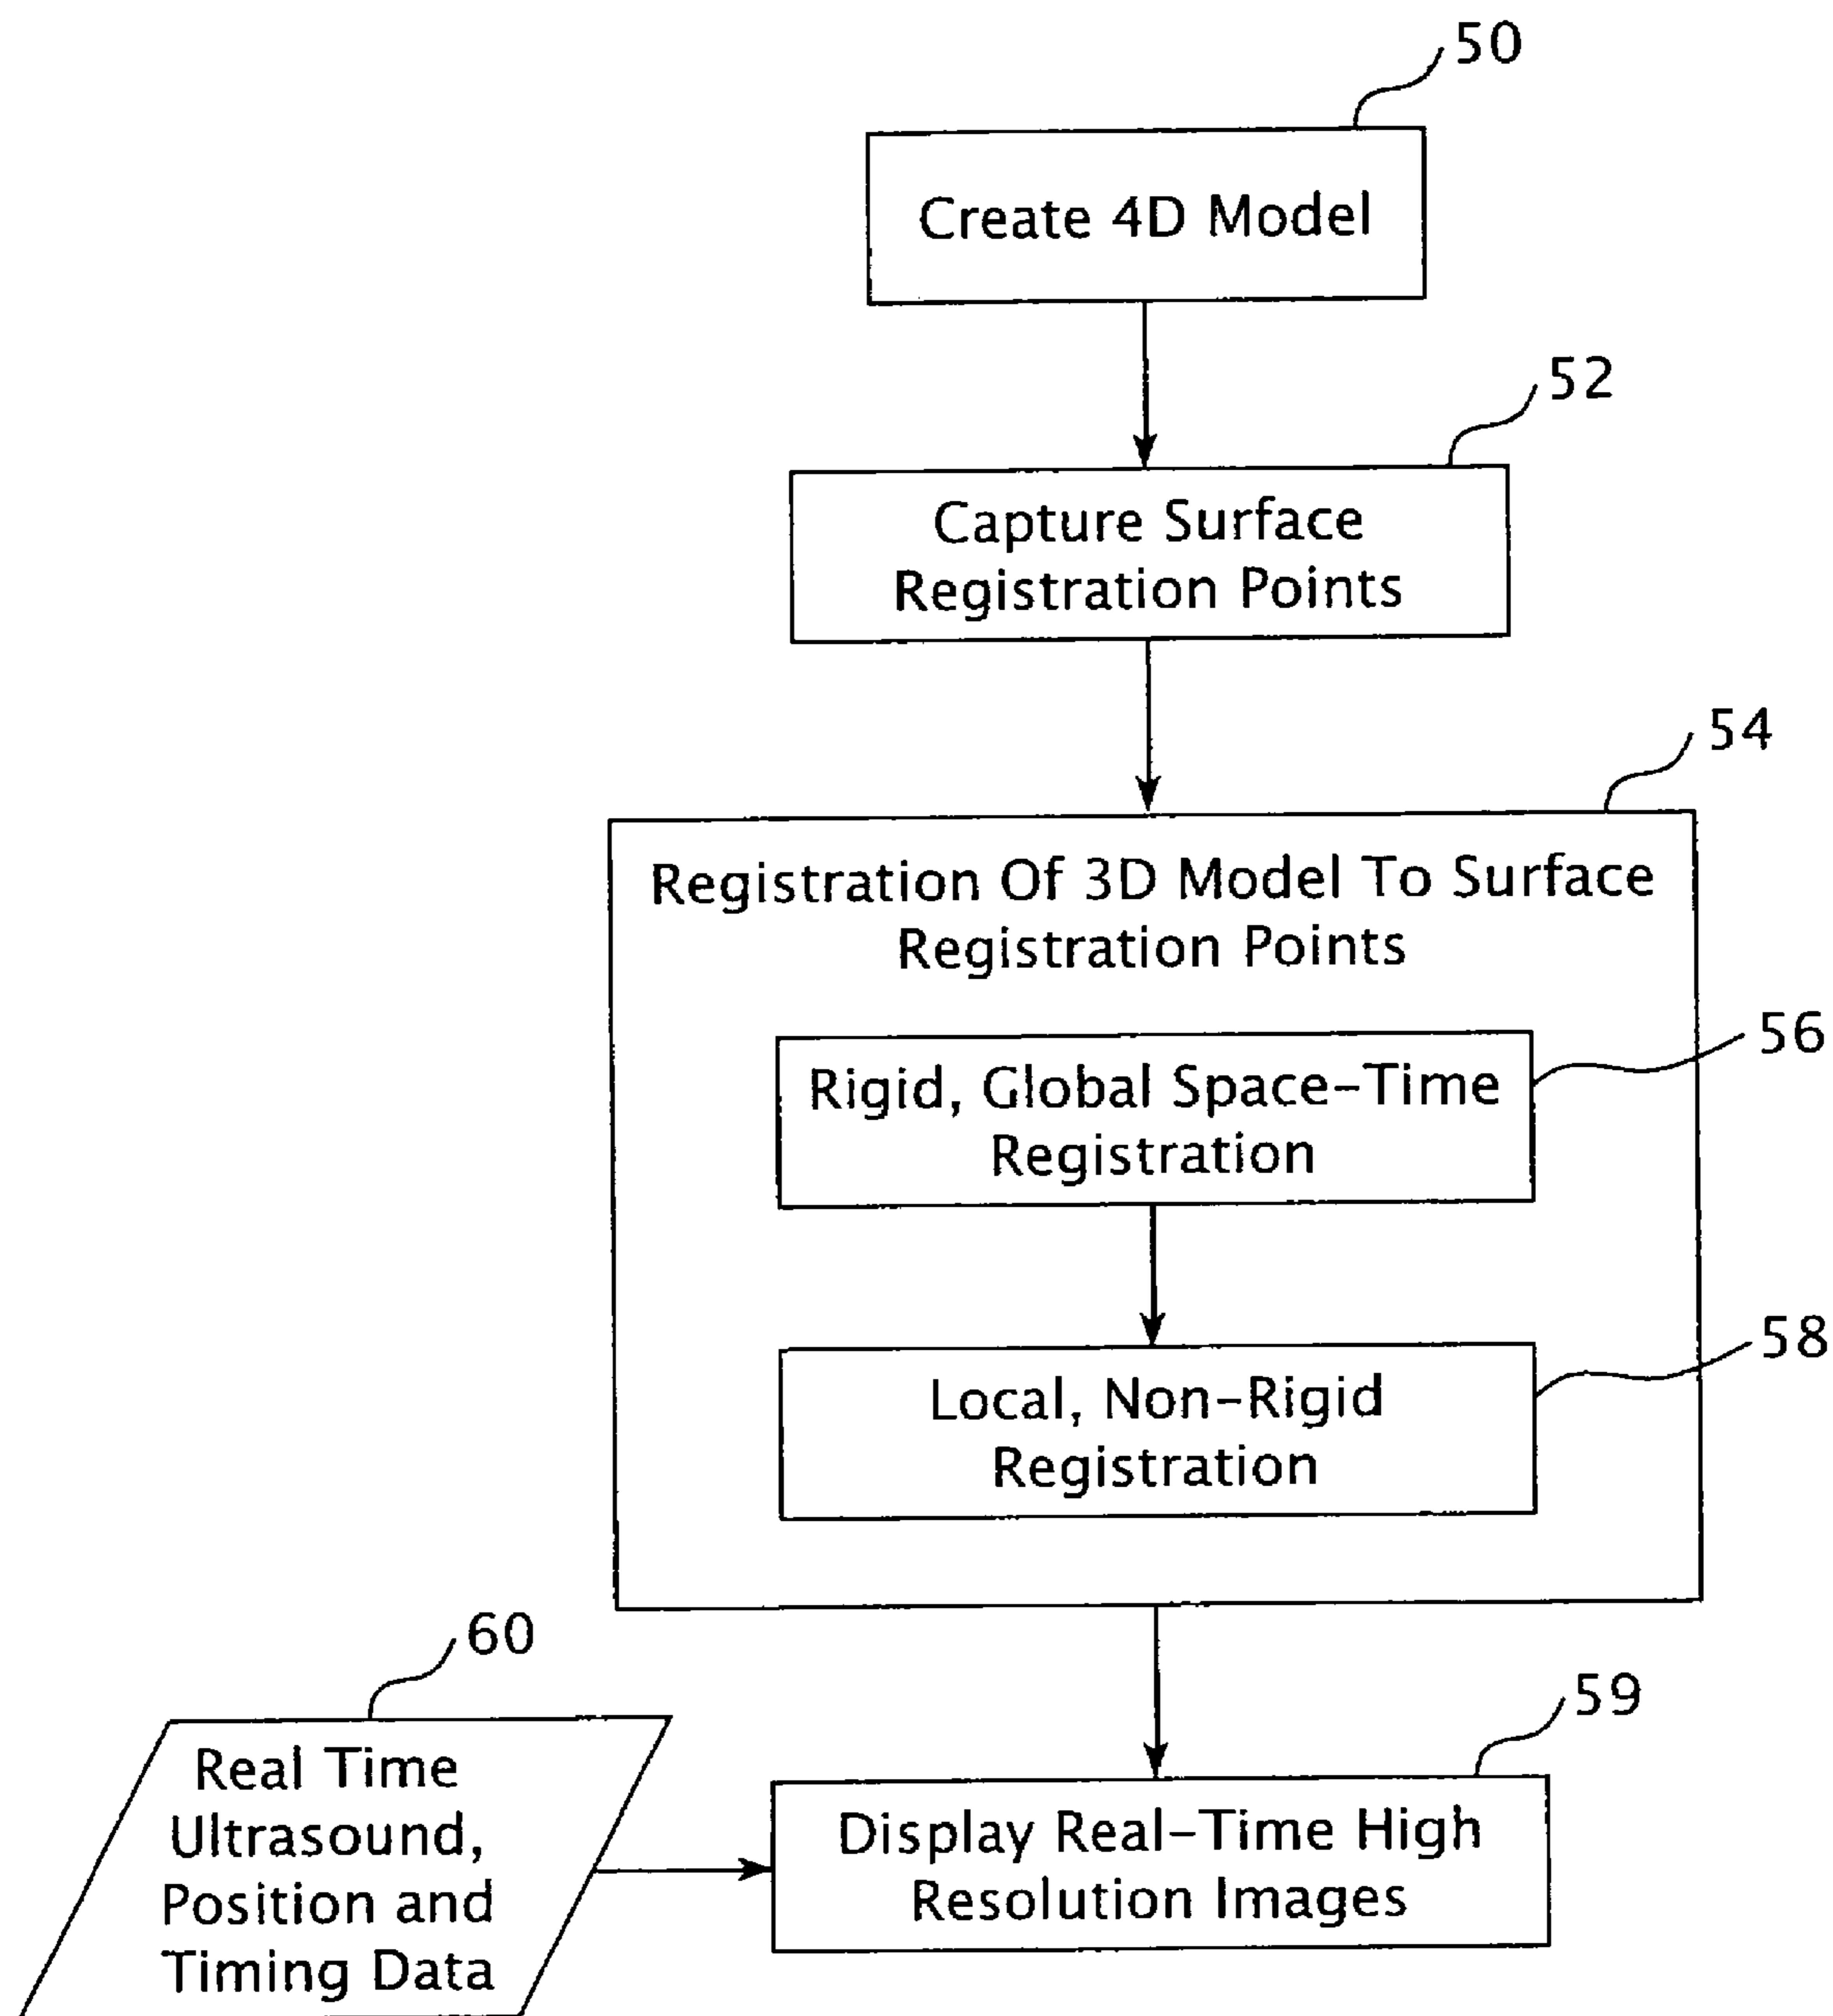 50
Create 4D Model
52
Capture Surface
Registration Points
54
Registration Of 3D Model To Surface
Registration Points
56
Rigid, Global Space-Time
Registration
58
Local, Non-Rigid
Registration
60
Real Time
Ultrasound,
Position and
Timing Data
59
Display Real-Time High
Resolution Images